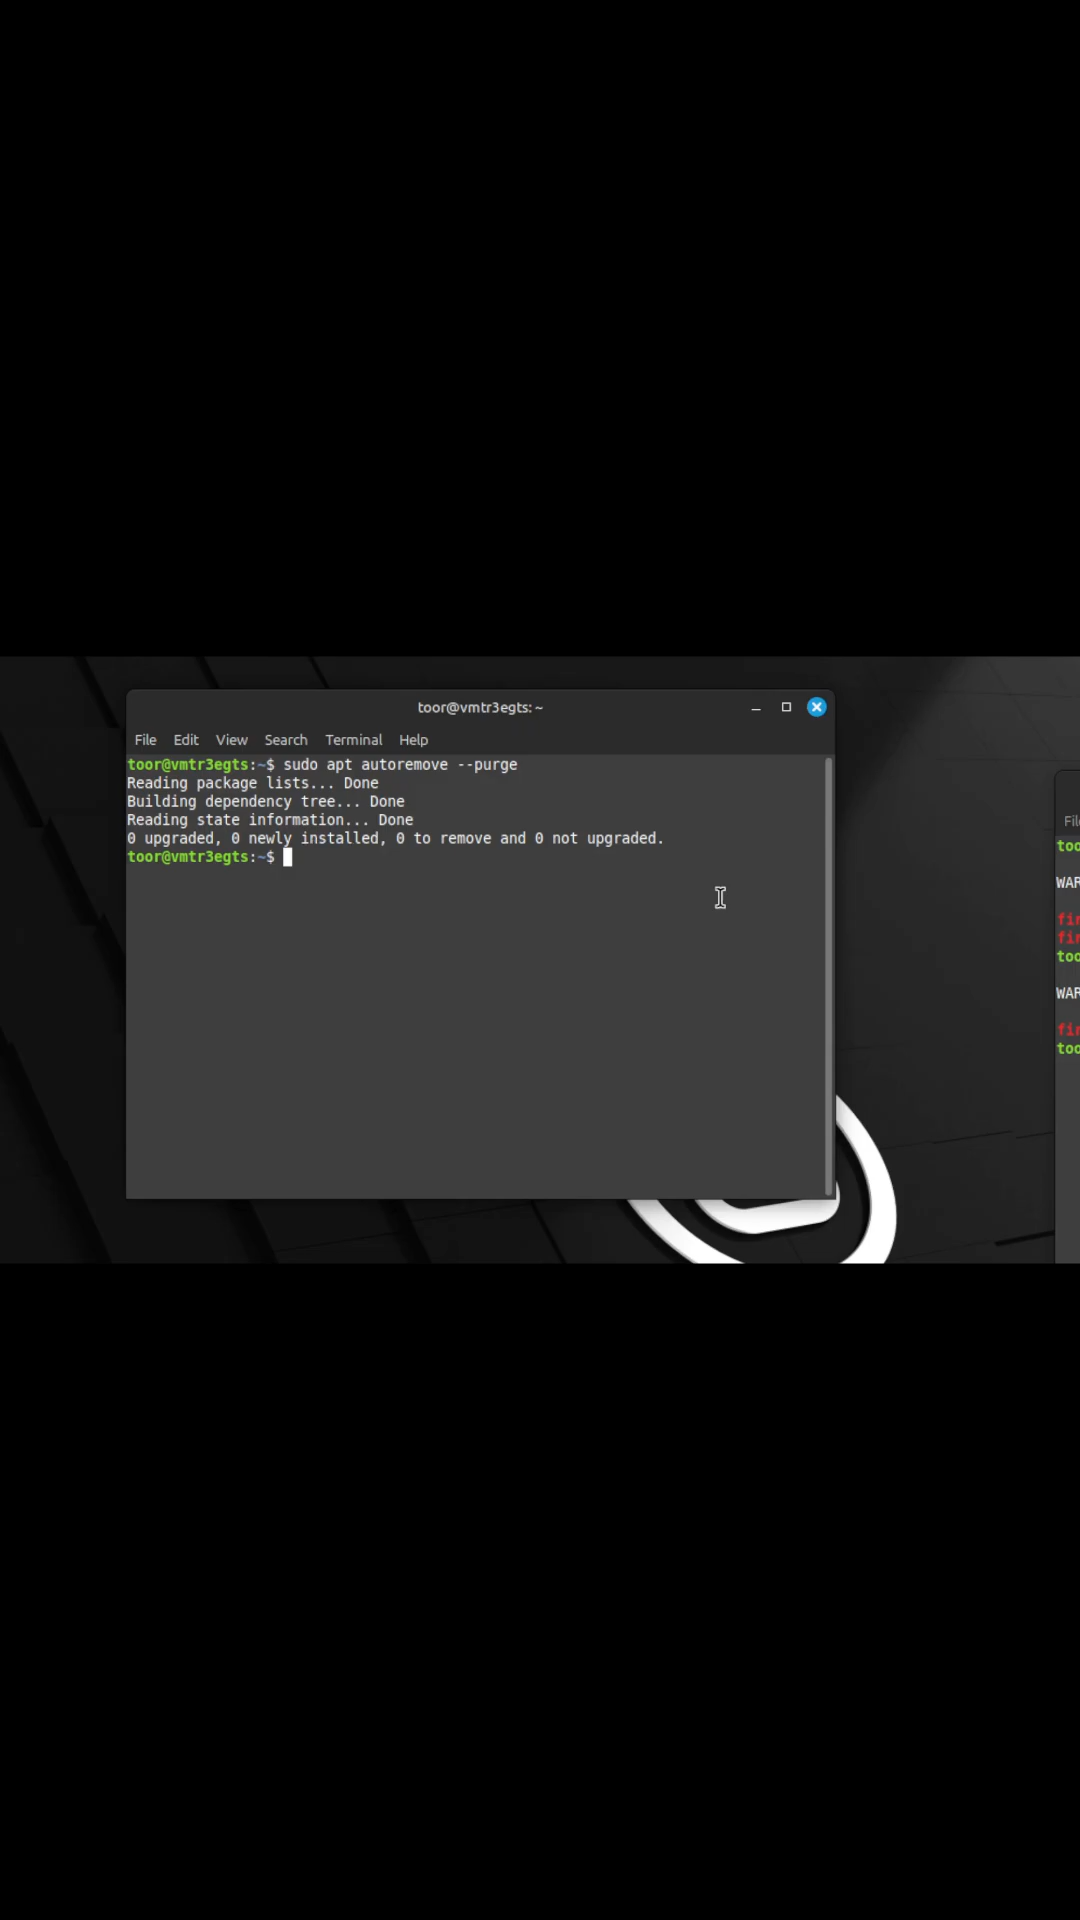 toor@vmtr3egts: ~
File Edit View Search Terminal Help
toor@vmtr3egts:~$ sudo apt autoremove --purge
Reading package lists... Done
Building dependency tree... Done
Reading state information... Done
0 upgraded, 0 newly installed, 0 to remove and 0 not upgraded.
toor@vmtr3egts:~$